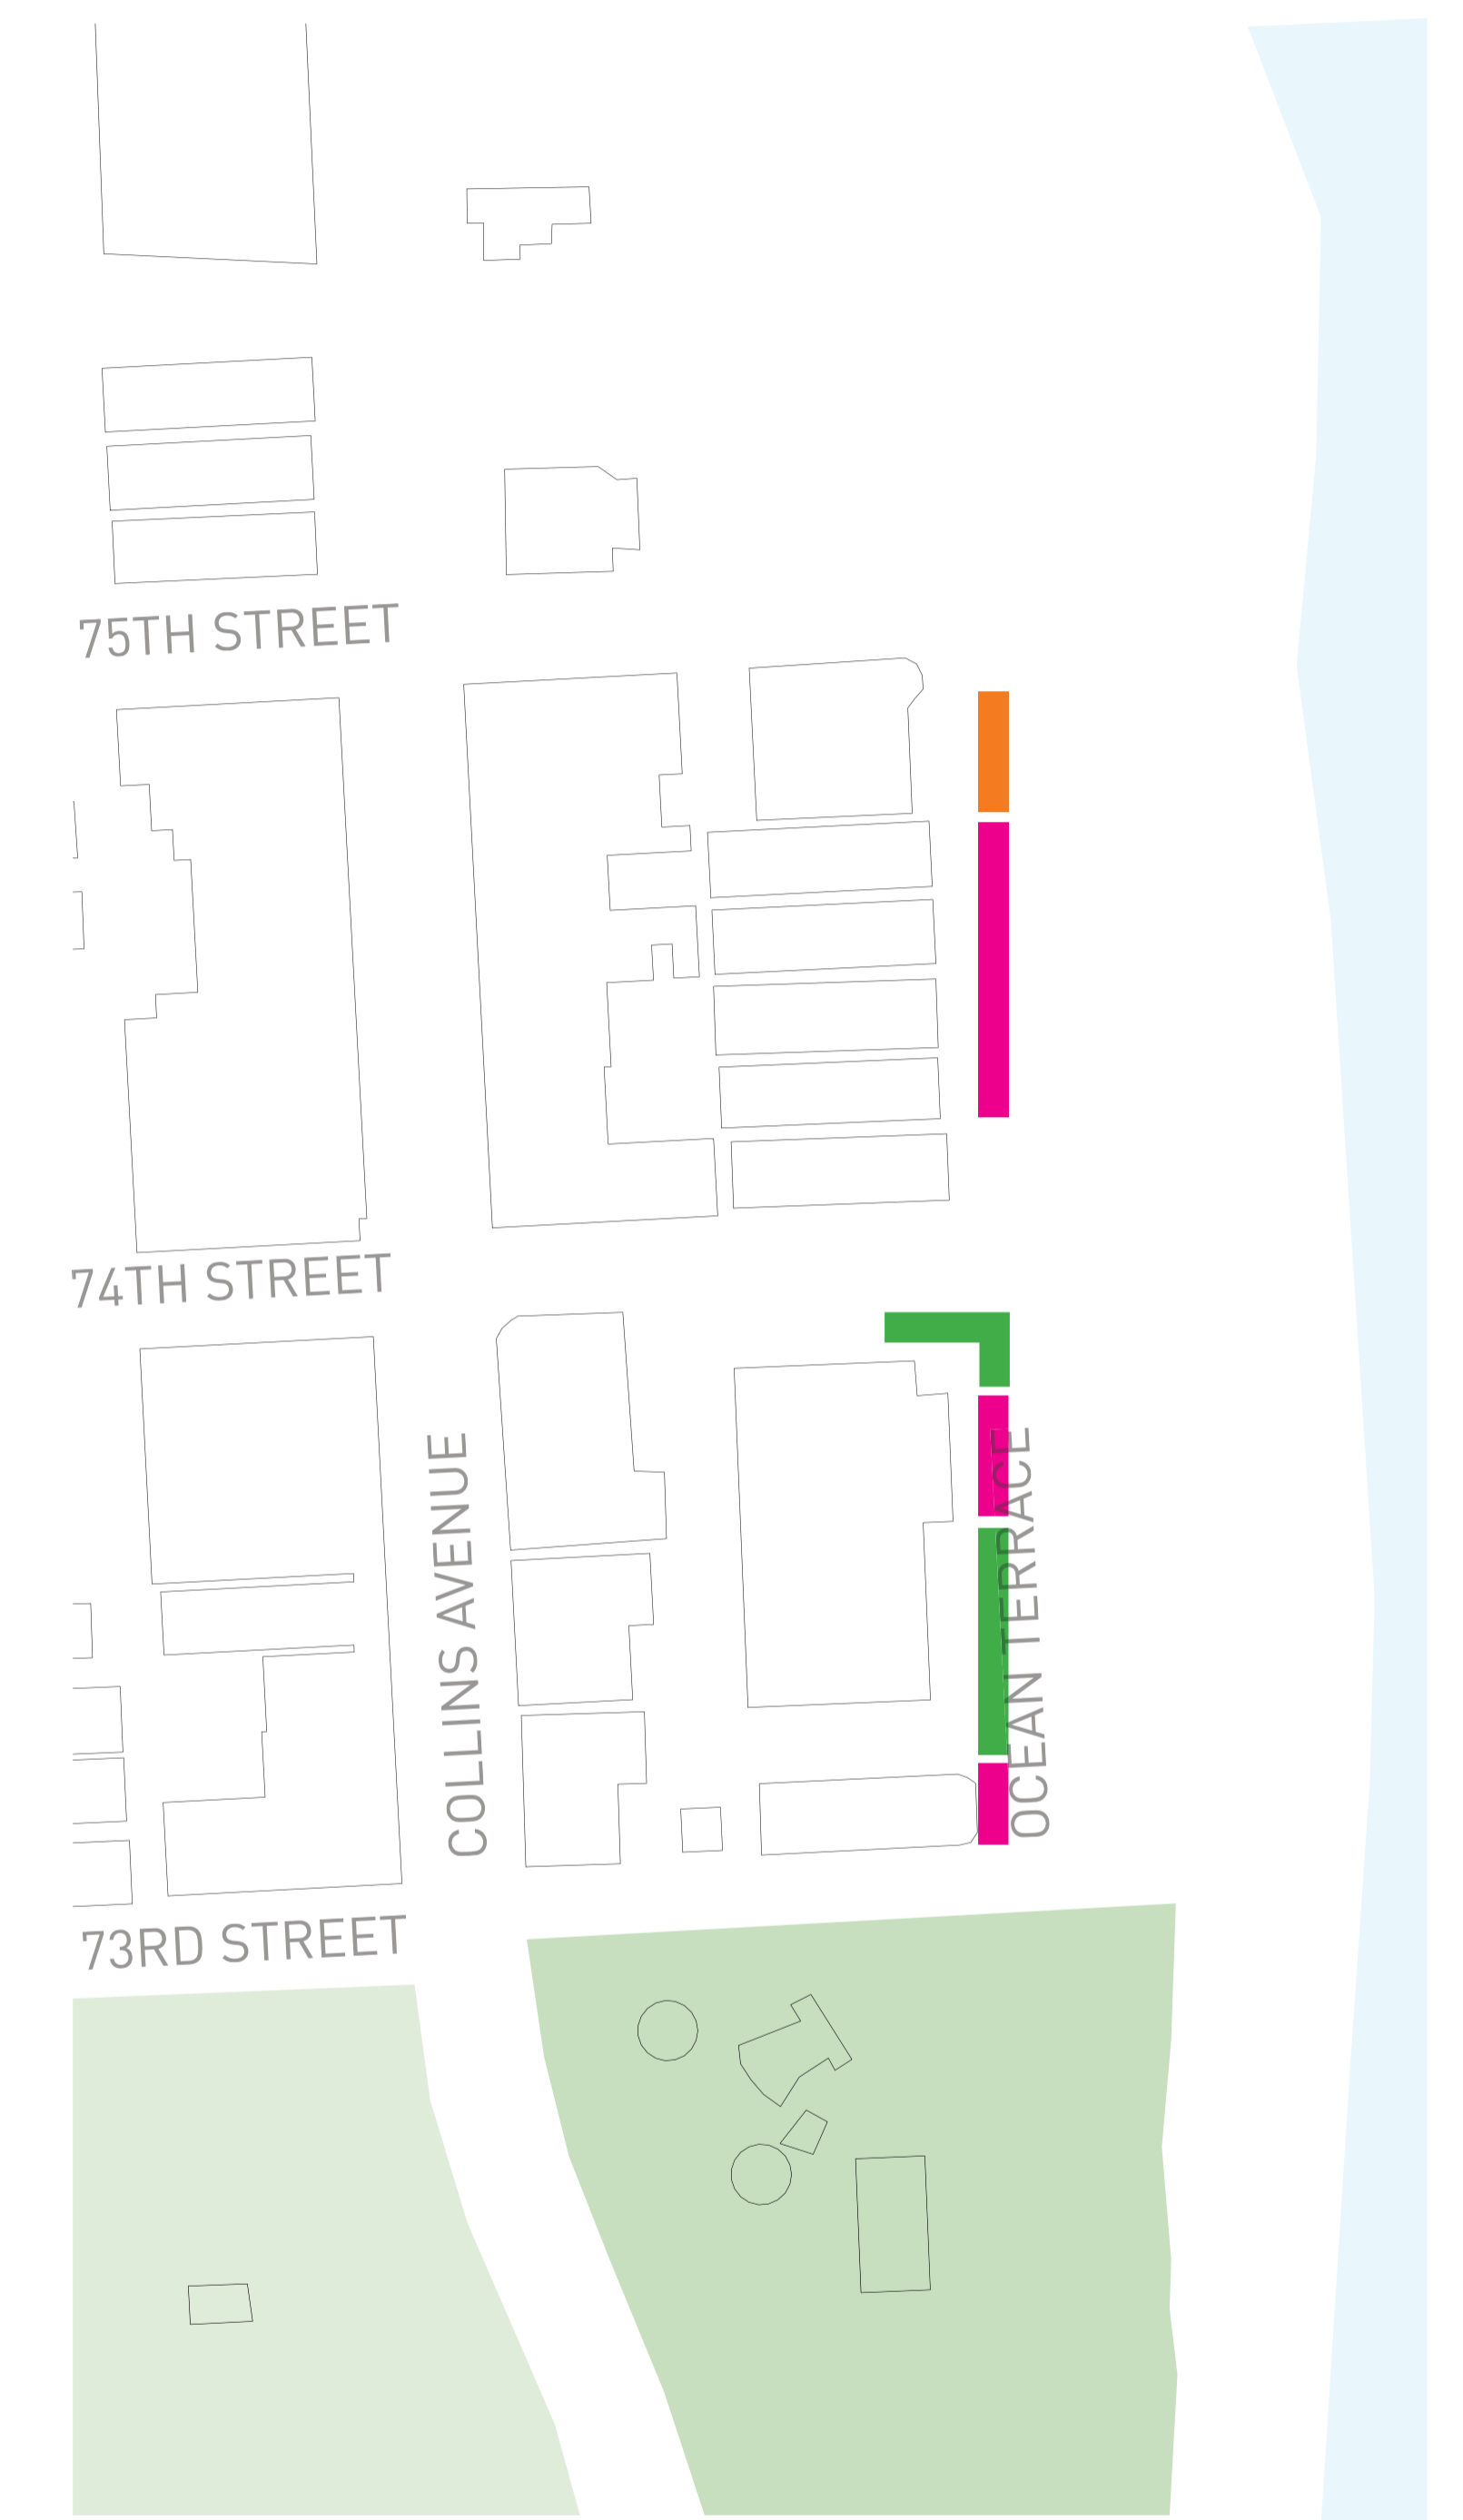 75TH STREET
74TH STREET
COLLINS AVENUE
OCEAN TERRACE
73RD STREET